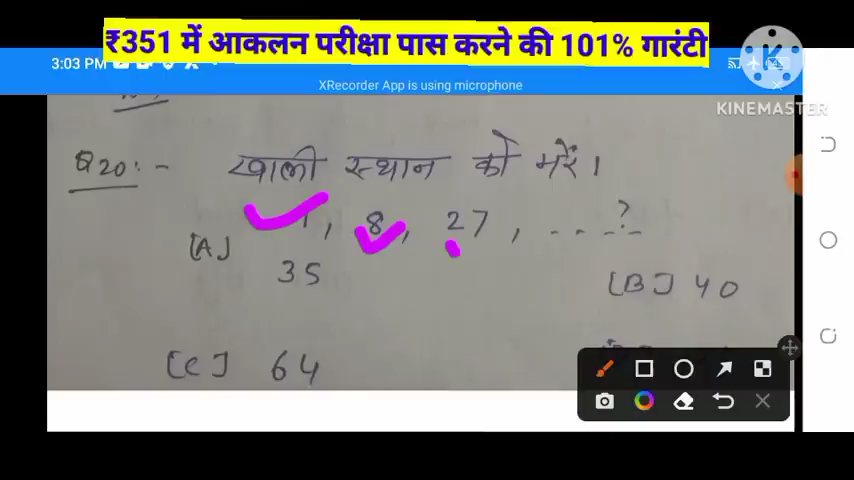 ₹351 में आकलन परीक्षा पास करने की 101% गारंटी
3:03 PM
XRecorder App is using microphone
KINEMASTER
Q20:- खाली स्थान को भरें।
1, 8, 27, ----?
[A] 35
[B] 40
[C] 64